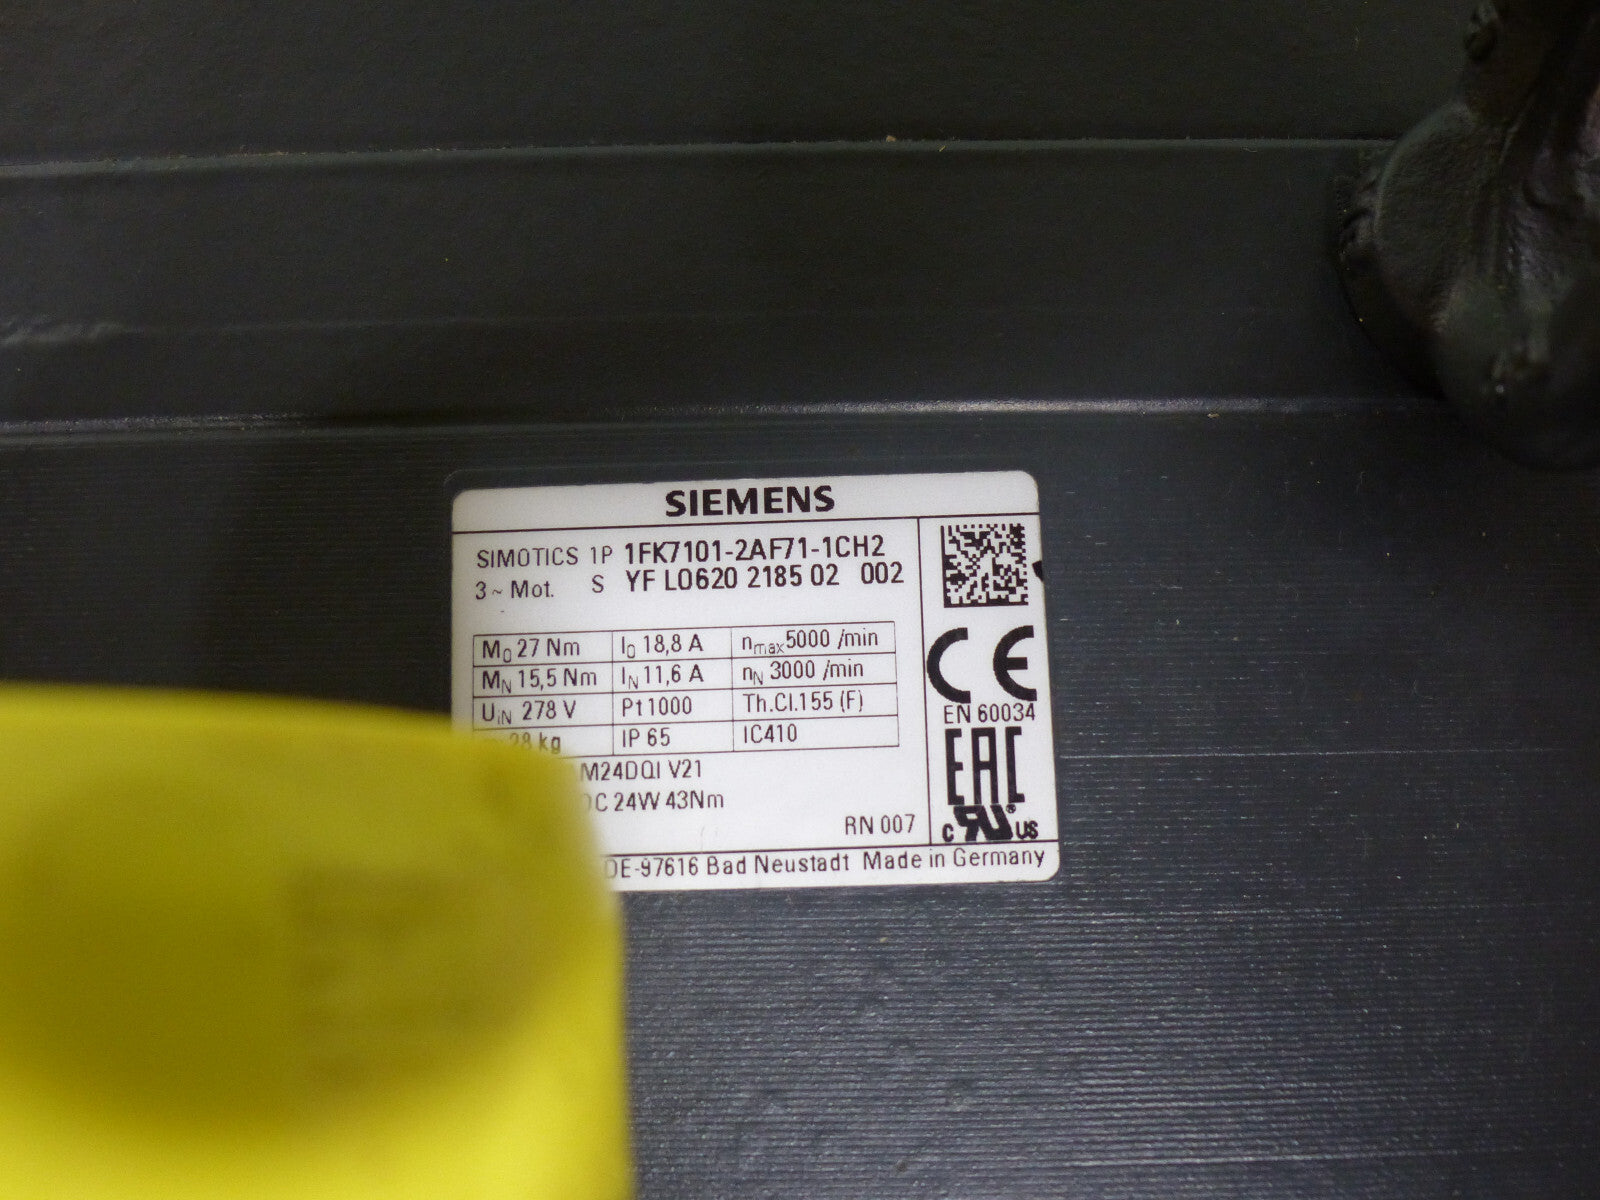 SIEMENS
SIMOTICS 1P 1FK7101-2AF71-1CH2
3 ~ Mot. S YF L0620 2185 02 002
M0 27 Nm I0 18,8 A nmax 5000 /min
MN 15,5 Nm IN 11,6 A nN 3000 /min
UIN 278 V Pt1000 Th.Cl.155 (F)
28 kg IP 65 IC410
M24DQI V21
DC 24W 43Nm
RN 007
DE-97616 Bad Neustadt Made in Germany
CE
EN 60034
EAC
c RU ® US